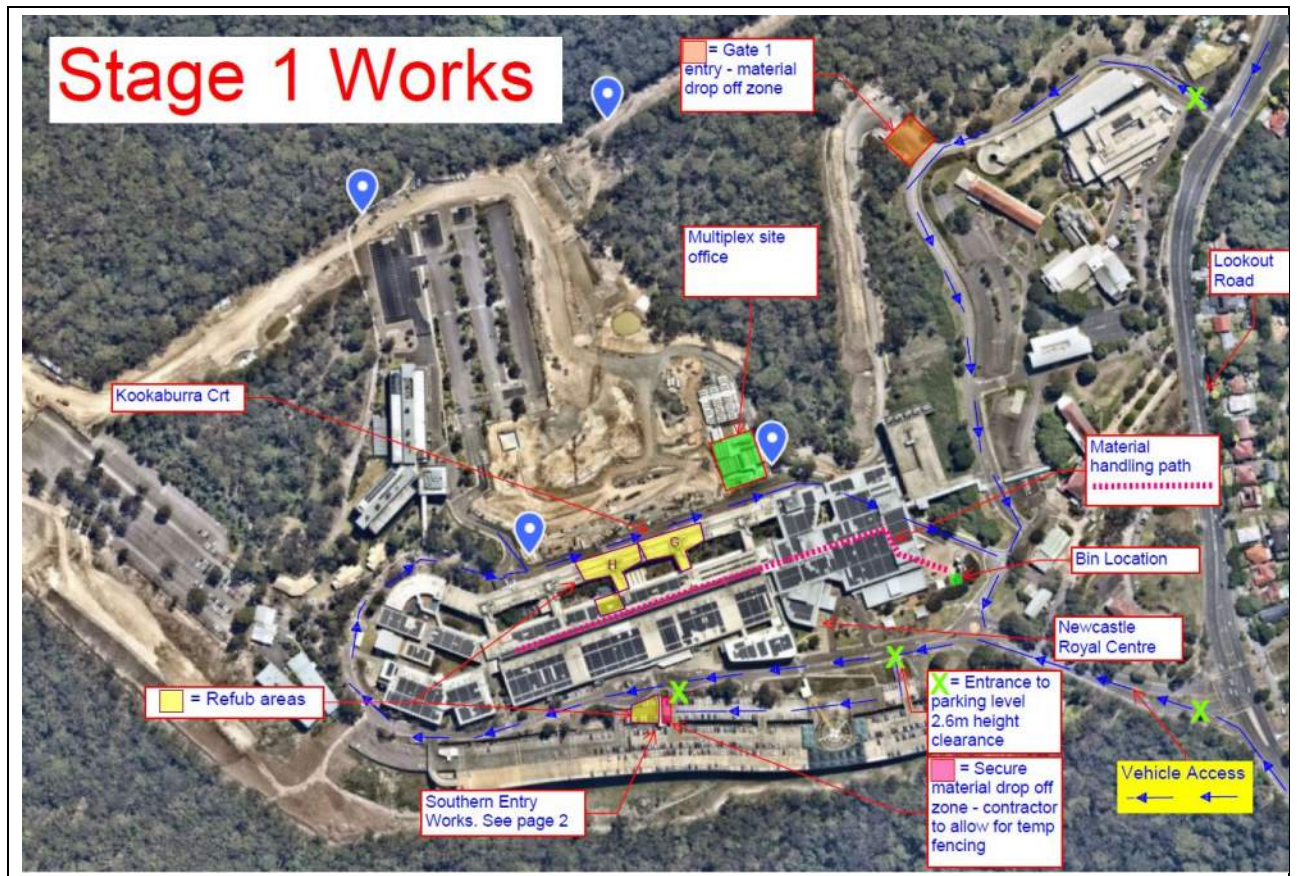 Stage 1 Works
= Gate 1
entry - material
drop off zone
Multiplex site
office
Lookout
Road
Kookaburra Crt
Material
handling path
H
G
Bin Location
Newcastle
Royal Centre
= Refub areas
X= Entrance to
parking level
2.6m height
clearance
Vehicle Access
Southern Entry
Works. See page 2
= Secure
material drop off
zone - contractor
to allow for temp
fencing
X
X
X
X